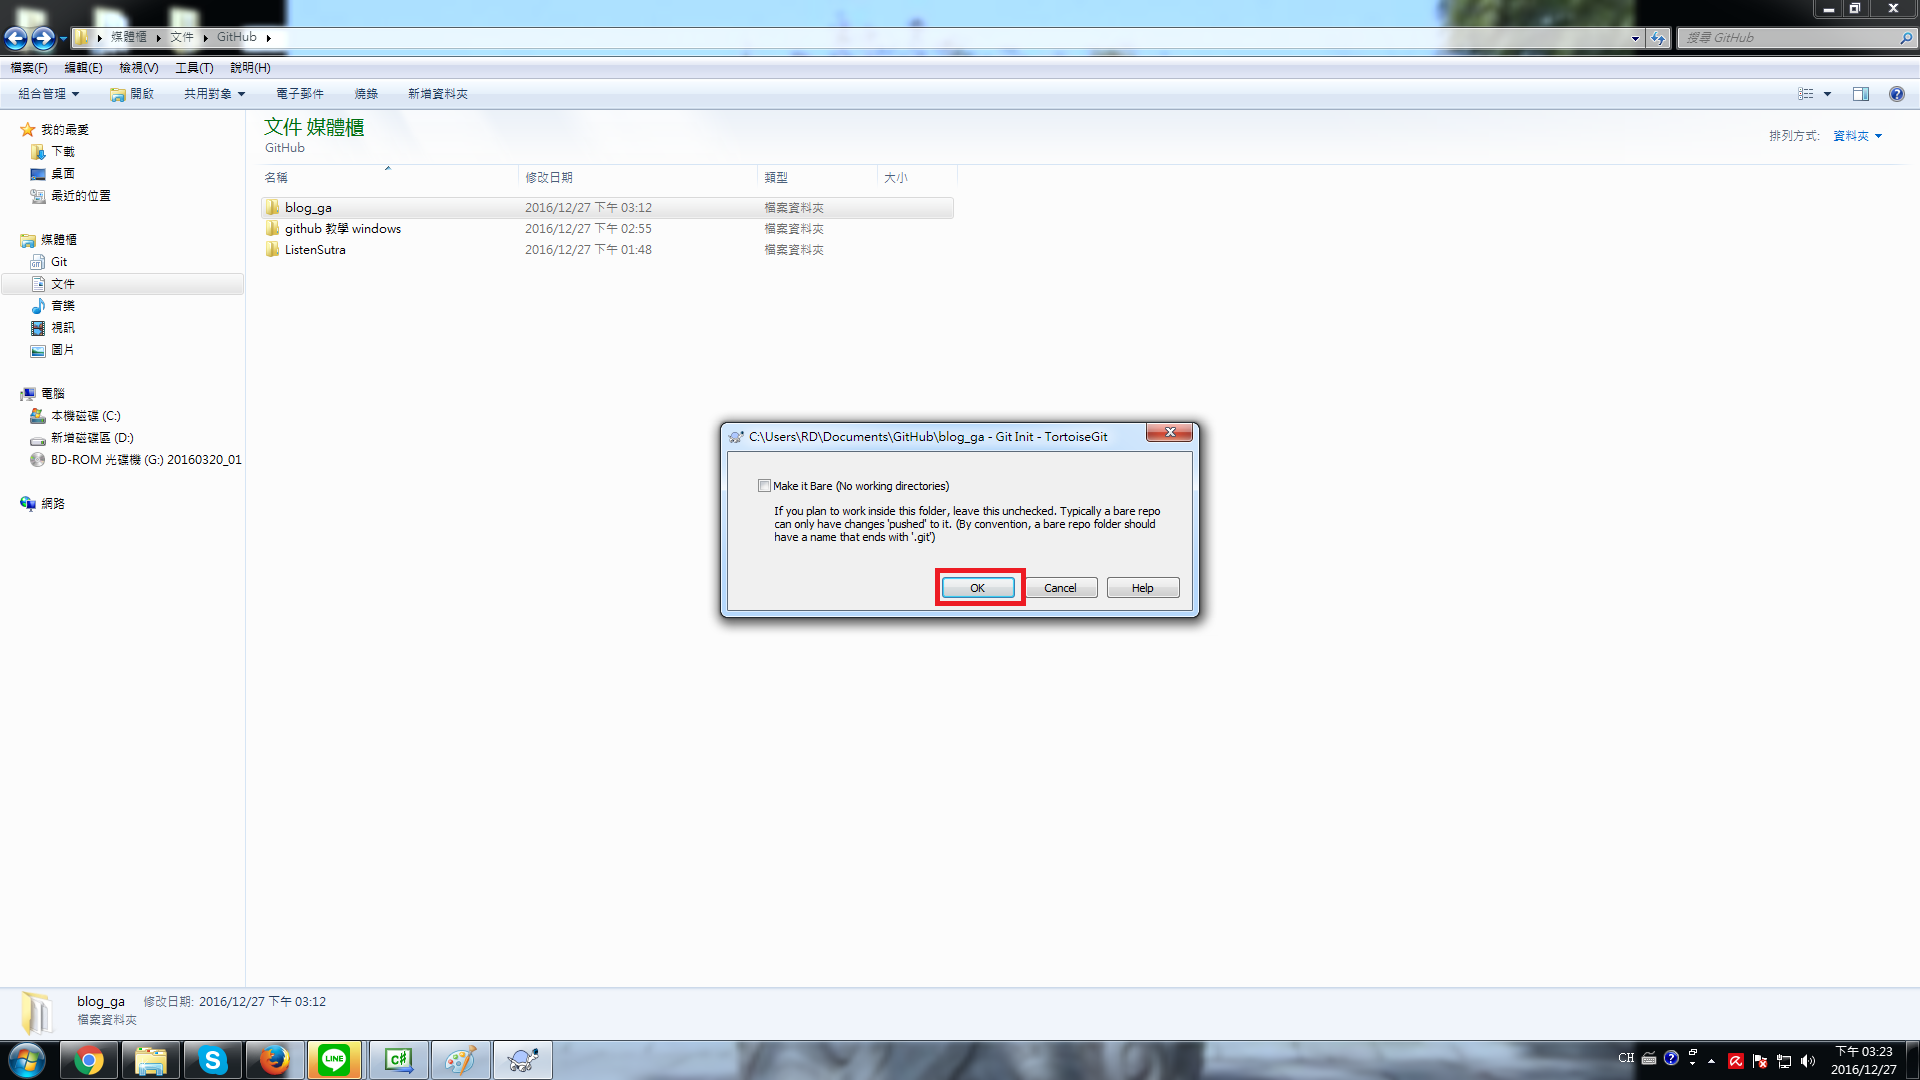 媒體櫃 文件 GitHub
搜尋 GitHub
檔案(F) 編輯(E) 檢視(V) 工具(T) 說明(H)
組合管理 開啟 共用對象 電子郵件 燒錄 新增資料夾
我的最愛
下載
桌面
最近的位置
媒體櫃
Git
文件
音樂
視訊
圖片
電腦
本機磁碟 (C:)
新增磁碟區 (D:)
BD-ROM 光碟機 (G:) 20160320_01
網路
文件 媒體櫃
GitHub
排列方式: 資料夾
名稱 修改日期 類型 大小
blog_ga 2016/12/27 下午 03:12 檔案資料夾
github 教學 windows 2016/12/27 下午 02:55 檔案資料夾
ListenSutra 2016/12/27 下午 01:48 檔案資料夾
C:\Users\RD\Documents\GitHub\blog_ga - Git Init - TortoiseGit
Make it Bare (No working directories)
If you plan to work inside this folder, leave this unchecked. Typically a bare repo
can only have changes 'pushed' to it. (By convention, a bare repo folder should
have a name that ends with '.git')
OK Cancel Help
blog_ga 修改日期: 2016/12/27 下午 03:12
檔案資料夾
LINE
C#
CH
下午 03:23
2016/12/27